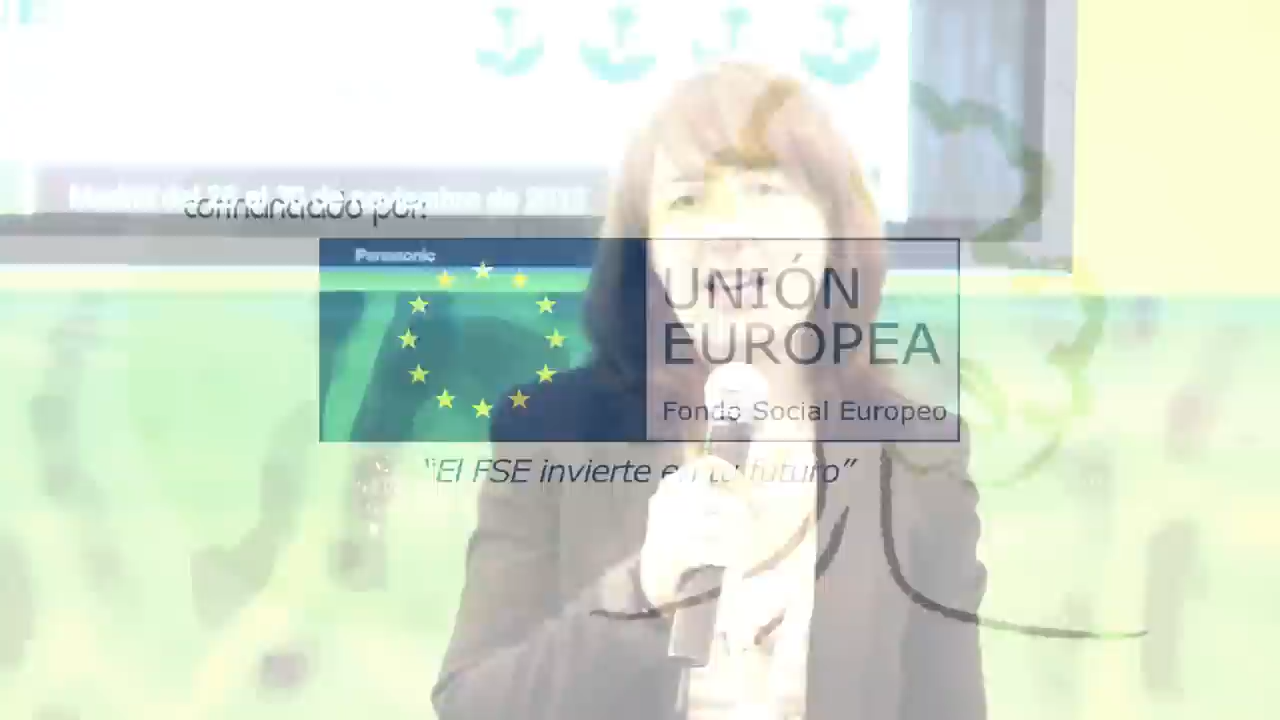 cofinanciado por:
Panasonic
UNIÓN
EUROPEA
Fondo Social Europeo
“El FSE invierte en tu futuro”